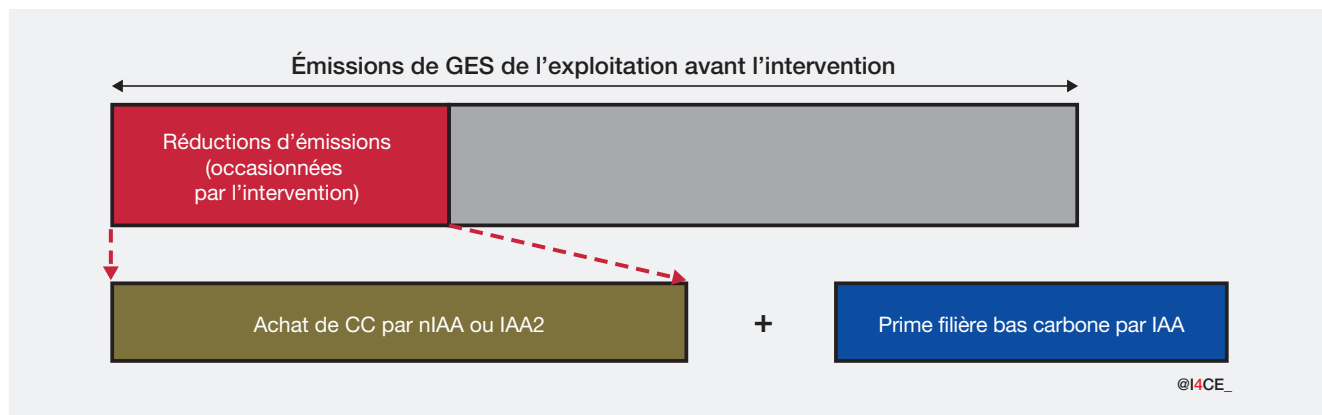 Émissions de GES de l’exploitation avant l’intervention
Réductions d’émissions
(occasionnées
par l’intervention)
Achat de CC par nIAA ou IAA2
+
Prime filière bas carbone par IAA
@I4CE_